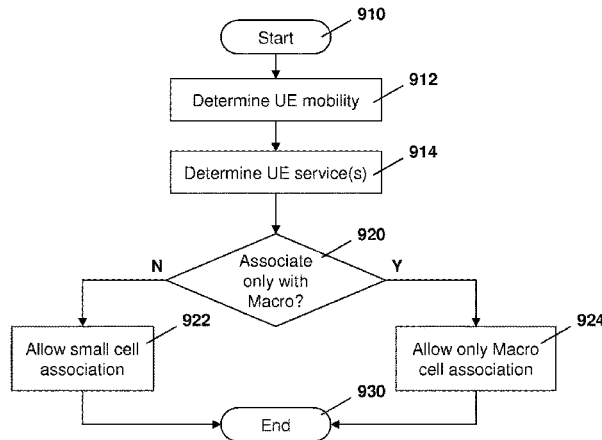 910
Start
912
Determine UE mobility
914
Determine UE service(s)
920
Associate
only with
Macro?
N
Y
922
Allow small cell
association
924
Allow only Macro
cell association
930
End